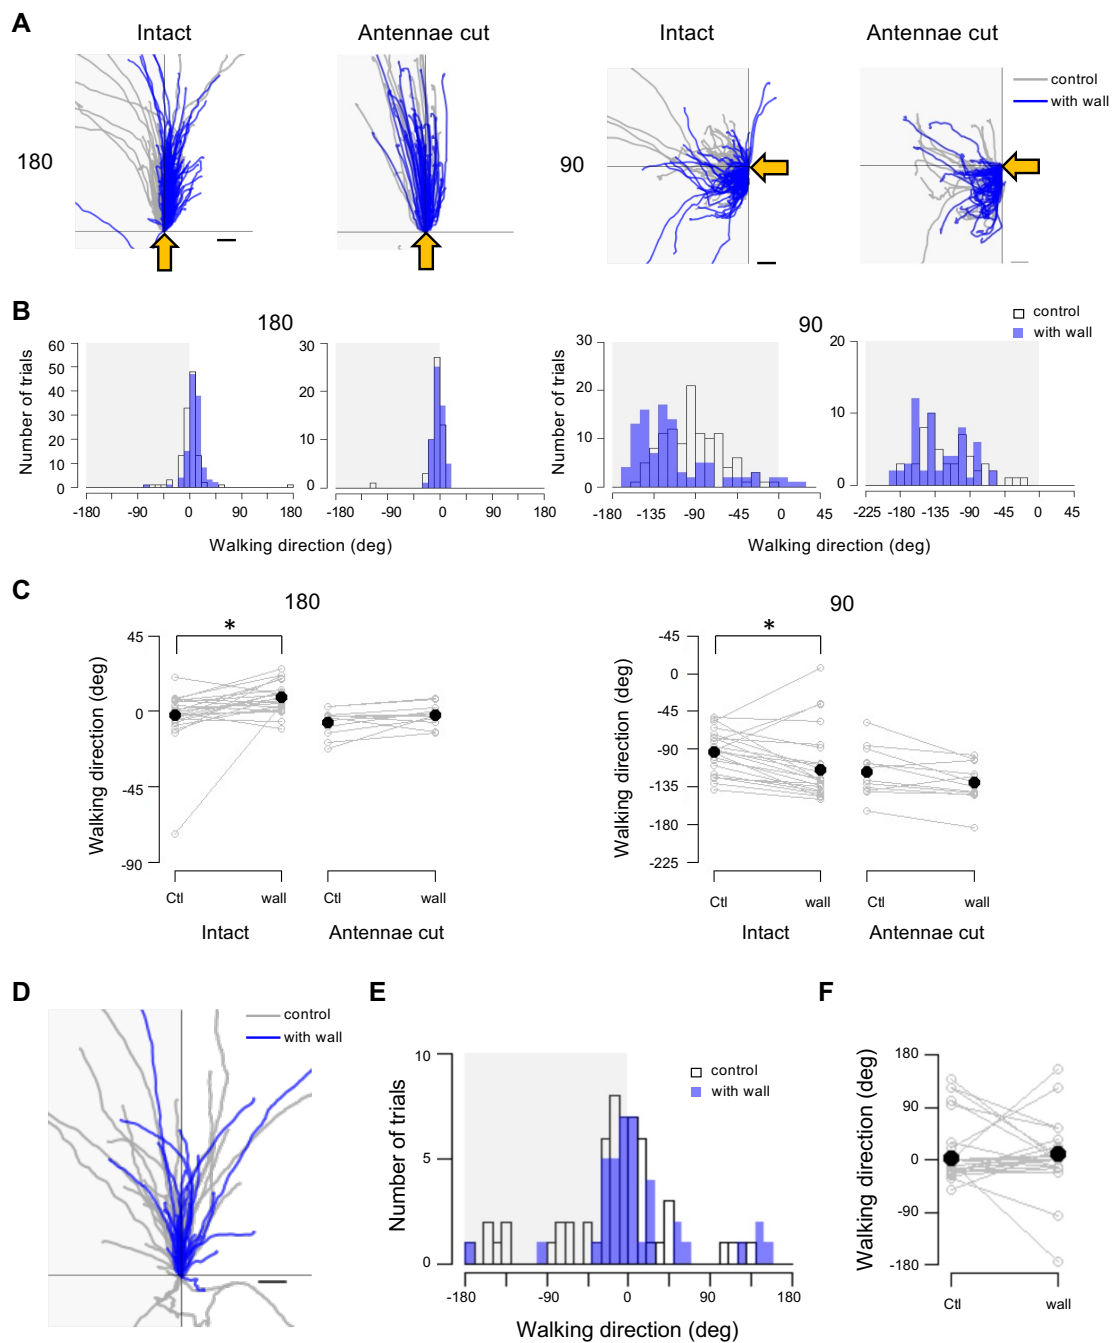 A
Intact
Antennae cut
Intact
Antennae cut
control
with wall
180
90
B
180
90
control
with wall
Number of trials
60
50
40
30
20
10
0
-180 -90 0 90 180
30
20
10
0
-180 -90 0 90 180
Walking direction (deg)
Number of trials
30
20
10
0
-180 -135 -90 -45 0 45
20
10
0
-225 -180 -135 -90 -45 0 45
Walking direction (deg)
C
180
90
Walking direction (deg)
45
0
-45
-90
*
Ctl wall Ctl wall
Intact Antennae cut
Walking direction (deg)
-45
0
-45
-90
-135
-180
-225
*
Ctl wall Ctl wall
Intact Antennae cut
D
control
with wall
E
Number of trials
10
5
0
control
with wall
-180 -90 0 90 180
Walking direction (deg)
F
Walking direction (deg)
180
90
0
-90
-180
Ctl wall